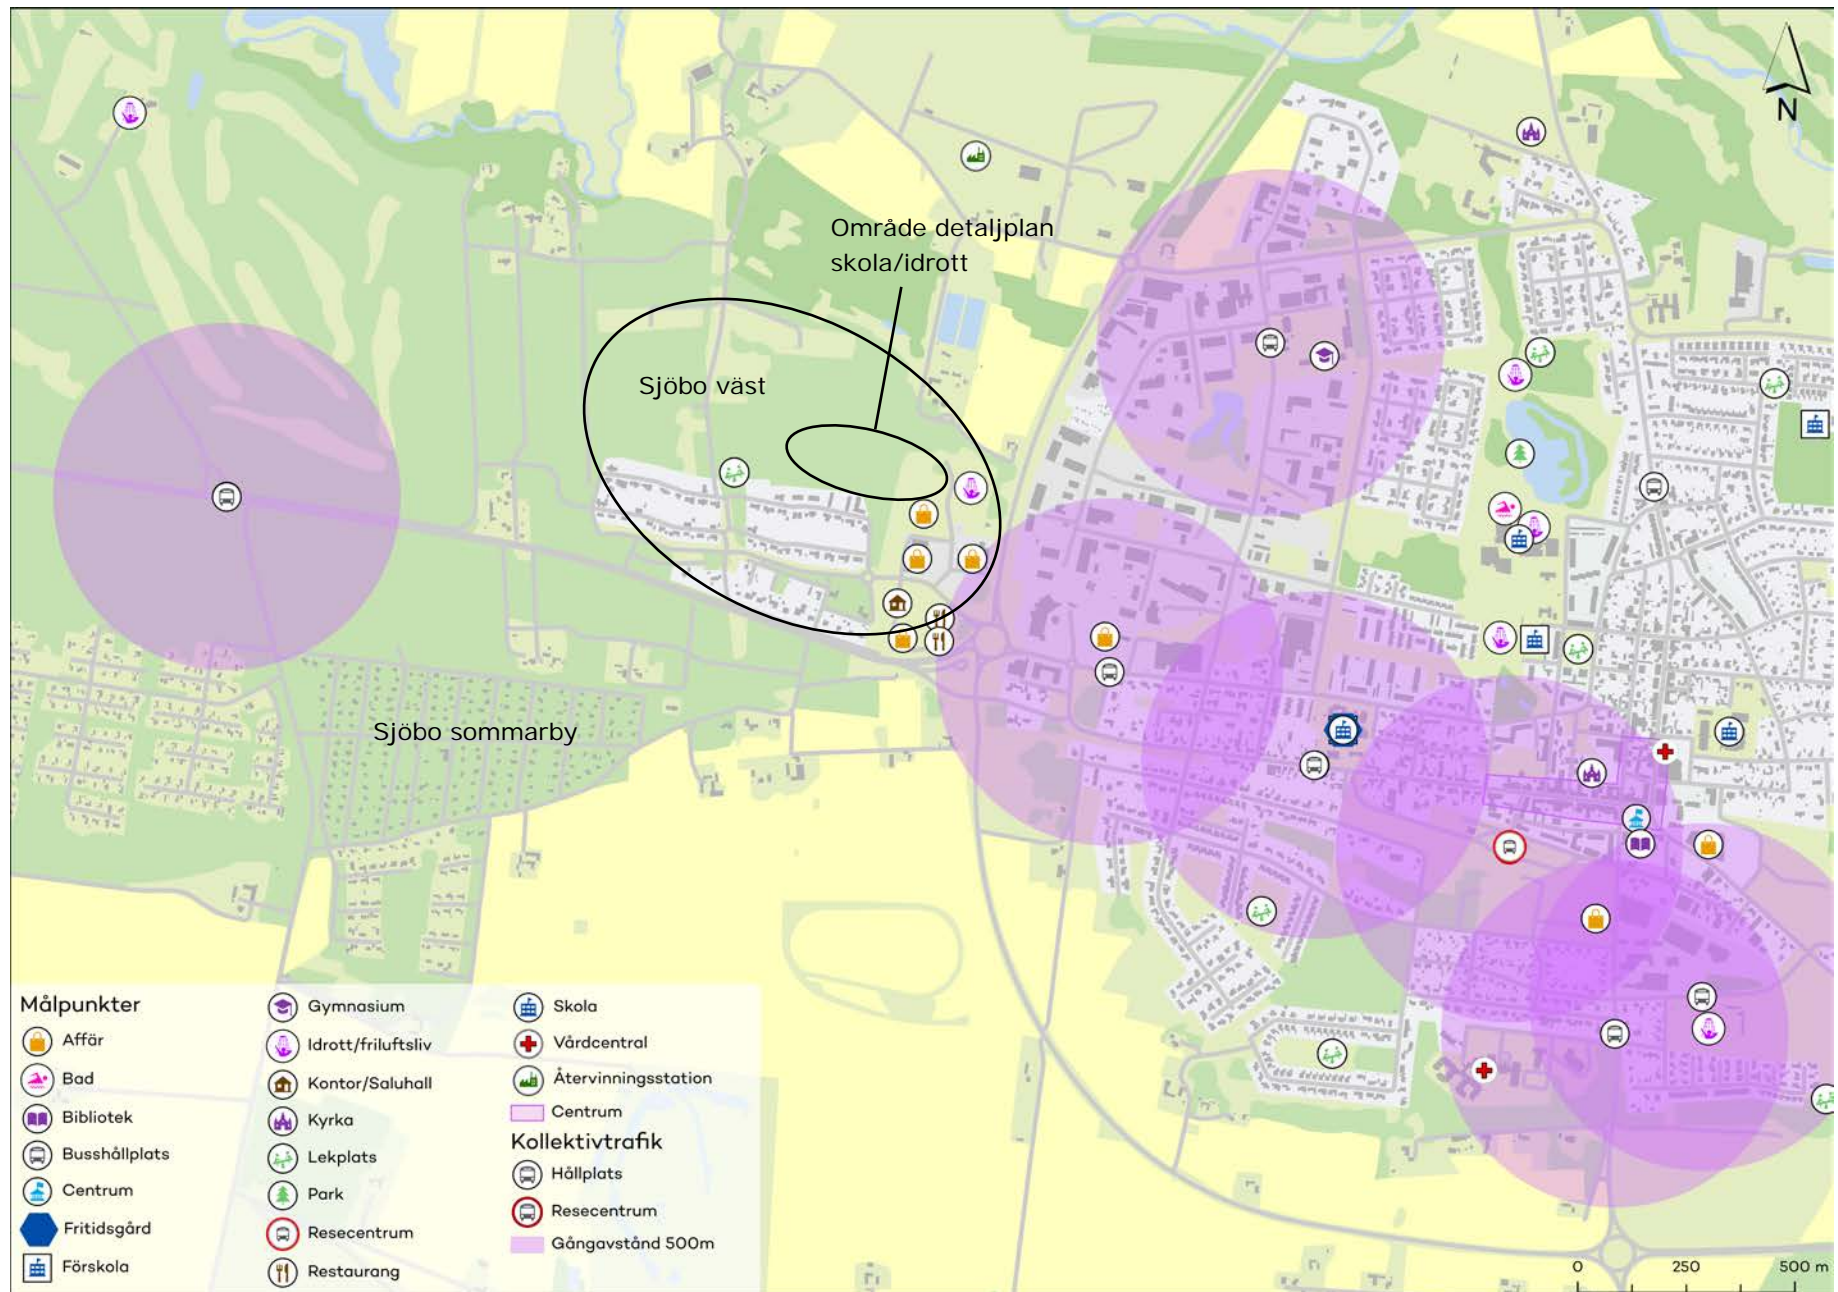 N
Område detaljplan
skola/idrott
Sjöbo väst
Sjöbo sommarby
Målpunkter
Affär
Bad
Bibliotek
Busshållplats
Centrum
Fritidsgård
Förskola
Gymnasium
Idrott/friluftsliv
Kontor/Saluhall
Kyrka
Lekplats
Park
Resecentrum
Restaurang
Skola
Vårdcentral
Återvinningsstation
Centrum
Kollektivtrafik
Hållplats
Resecentrum
Gångavstånd 500m
0 250 500 m